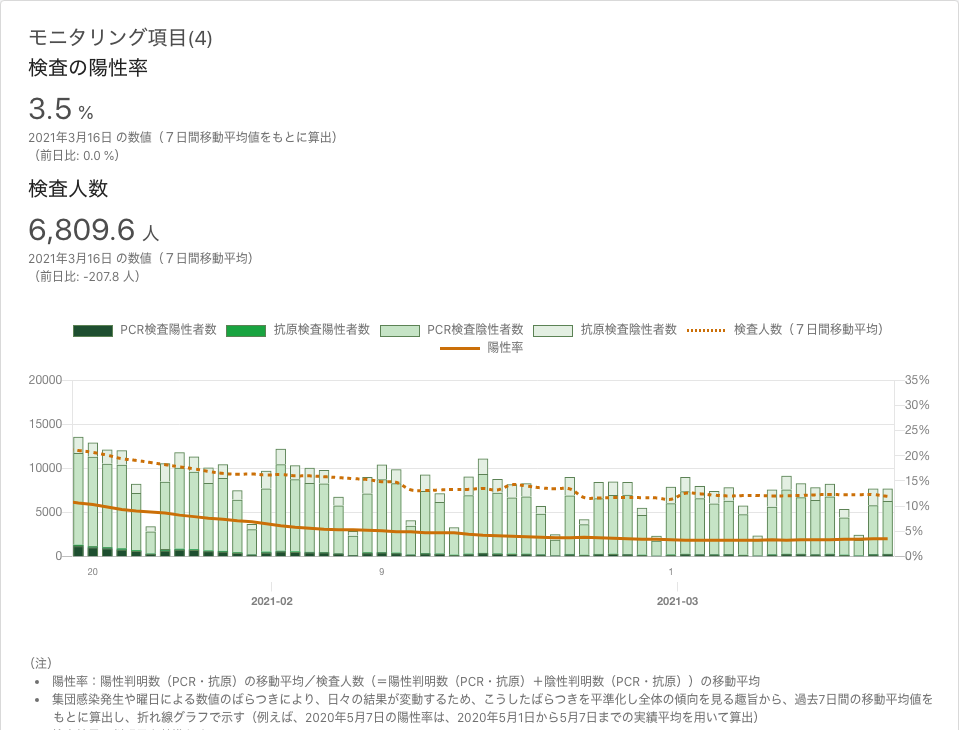 モニタリング項目(4)
検査の陽性率
3.5 %
2021年3月16日 の数値（７日間移動平均値をもとに算出）
（前日比: 0.0 %）
検査人数
6,809.6 人
2021年3月16日 の数値（７日間移動平均）
（前日比: -207.8 人）
PCR検査陽性者数 抗原検査陽性者数 PCR検査陰性者数 抗原検査陰性者数 検査人数（７日間移動平均）
陽性率
20000 35%
30%
15000 25%
20%
10000 15%
5000 10%
5%
0 0%
20 9 1
2021-02 2021-03
（注）
• 陽性率：陽性判明数（PCR・抗原）の移動平均／検査人数（＝陽性判明数（PCR・抗原）＋陰性判明数（PCR・抗原））の移動平均
• 集団感染発生や曜日による数値のばらつきにより、日々の結果が変動するため、こうしたばらつきを平準化し全体の傾向を見る趣旨から、過去7日間の移動平均値を
もとに算出し、折れ線グラフで示す（例えば、2020年5月7日の陽性率は、2020年5月1日から5月7日までの実績平均を用いて算出）